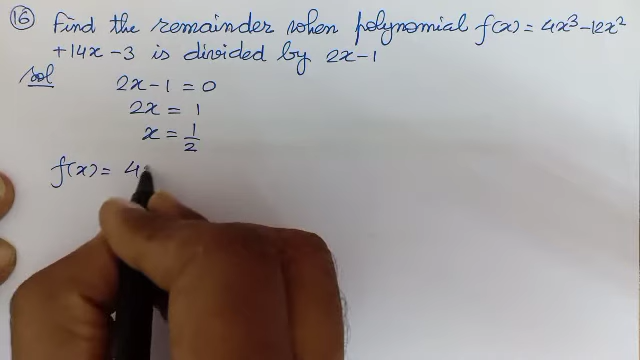 16 Find the remainder when polynomial f(x) = 4x³ -12x²
+14x - 3 is divided by 2x-1
Sol
2x-1 = 0
2x = 1
x = 1/2
f(x) = 4